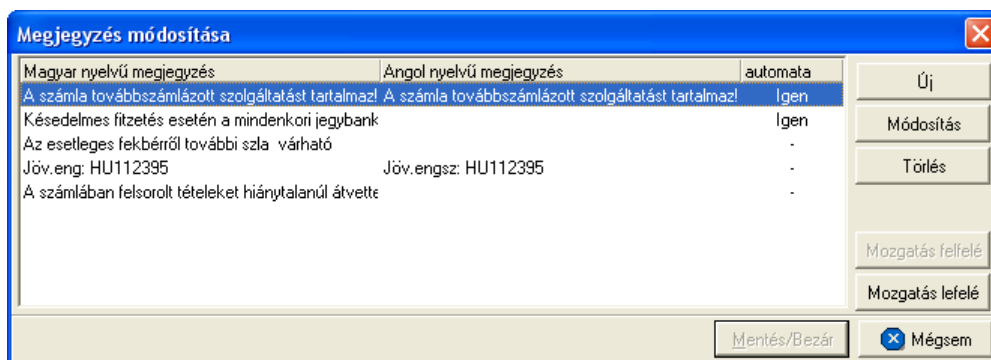 Megjegyzés módosítása
Magyar nyelvű megjegyzés Angol nyelvű megjegyzés automata
A számla továbbszámlázott szolgáltatást tartalmaz! A számla továbbszámlázott szolgáltatást tartalmaz! Igen
Késedelmes fitzetés esetén a mindenkori jegybank Igen
Az esetleges fekbérről további szla várható -
Jöv.eng: HU112395 Jöv.engsz: HU112395 -
A számlában felsorolt tételeket hiánytalanúl átvette -
Új
Módosítás
Törlés
Mozgatás felfelé
Mozgatás lefelé
Mentés/Bezár Mégsem